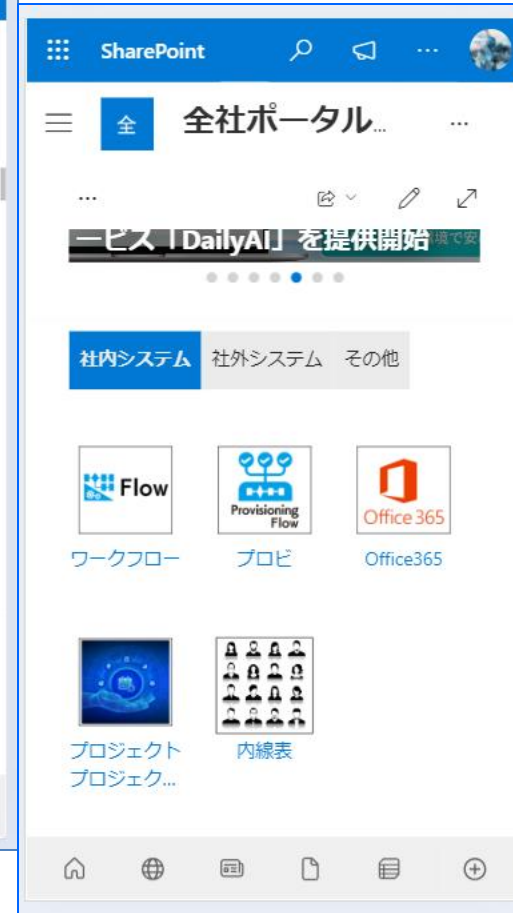 SharePoint
全
全社ポータル...
ービス「DailyAI」を提供開始
境で安
社内システム 社外システム その他
Flow
Provisioning
Flow
Office 365
ワークフロー プロビ Office365
プロジェクト
プロジェク...
内線表